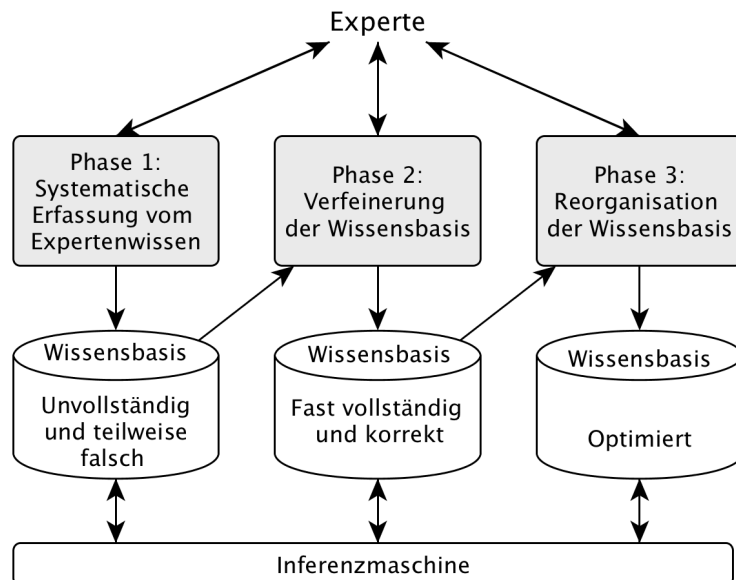 Experte
Phase 1:
Systematische
Erfassung vom
Expertenwissen
Phase 2:
Verfeinerung
der Wissensbasis
Phase 3:
Reorganisation
der Wissensbasis
Wissensbasis
Unvollständig
und teilweise
falsch
Wissensbasis
Fast vollständig
und korrekt
Wissensbasis
Optimiert
Inferenzmaschine